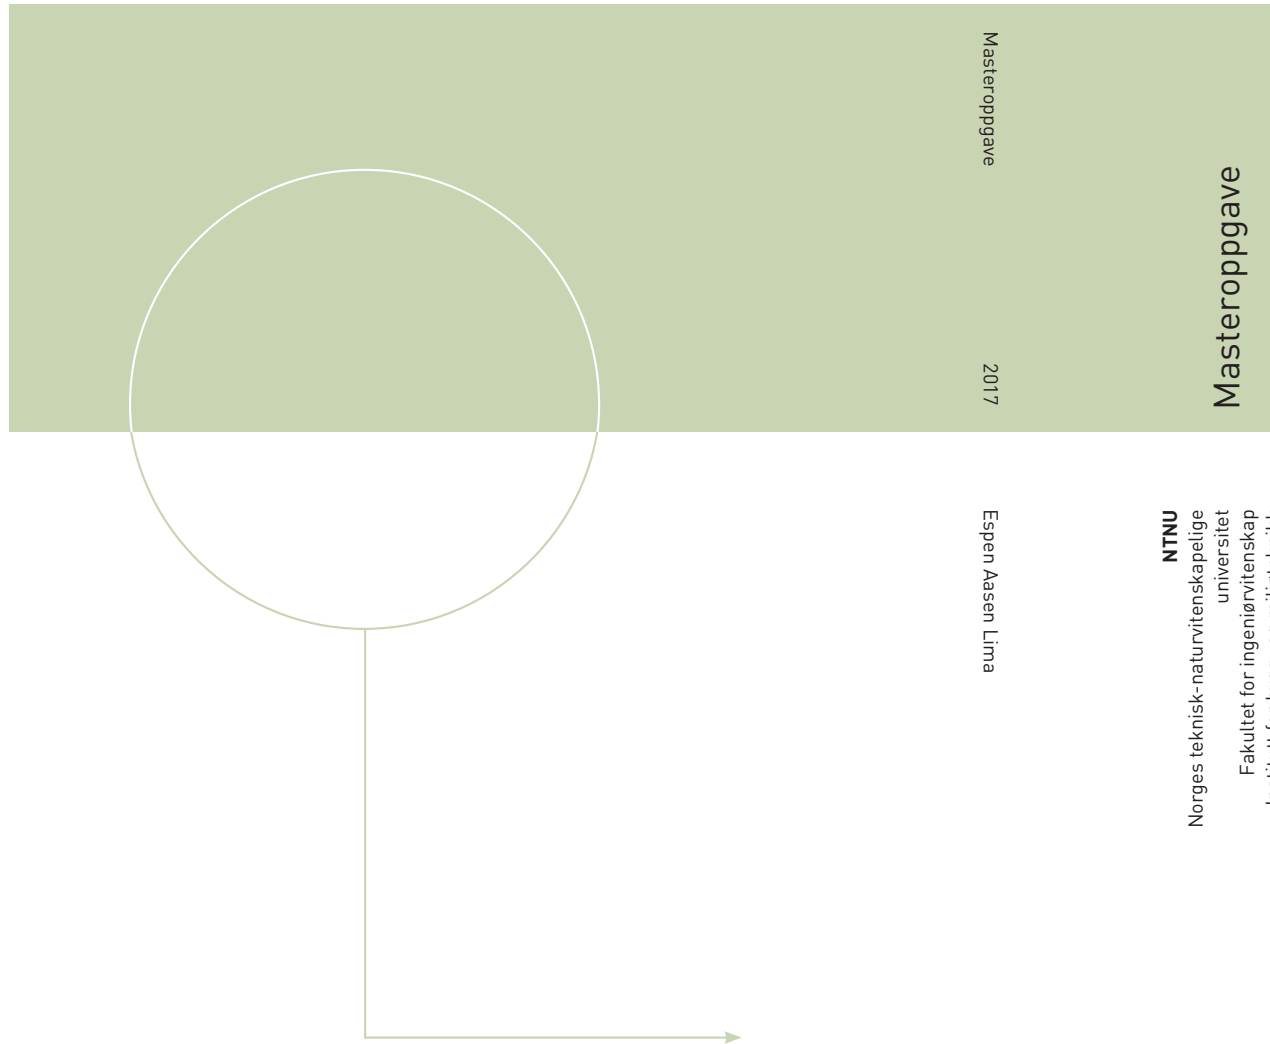 Masteroppgave
2017
Espen Aasen Lima
Masteroppgave
NTNU
Norges teknisk-naturvitenskapelige
universitet
Fakultet for ingeniørvitenskap